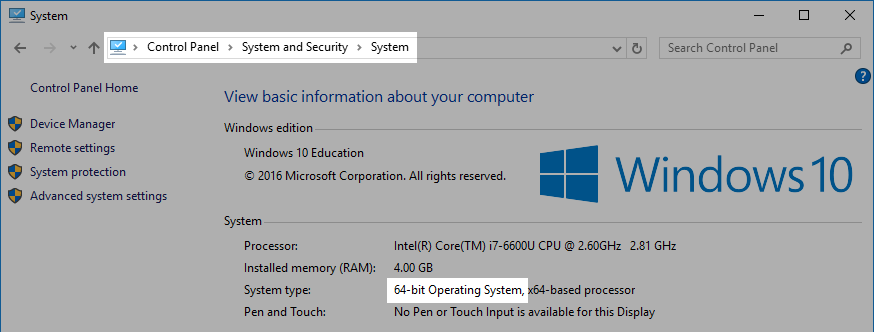 System
Control Panel > System and Security > System
Search Control Panel
?
Control Panel Home
Device Manager
Remote settings
System protection
Advanced system settings
View basic information about your computer
Windows edition
Windows 10 Education
© 2016 Microsoft Corporation. All rights reserved.
Windows 10
System
Processor: Intel(R) Core(TM) i7-6600U CPU @ 2.60GHz 2.81 GHz
Installed memory (RAM): 4.00 GB
System type: 64-bit Operating System, x64-based processor
Pen and Touch: No Pen or Touch Input is available for this Display